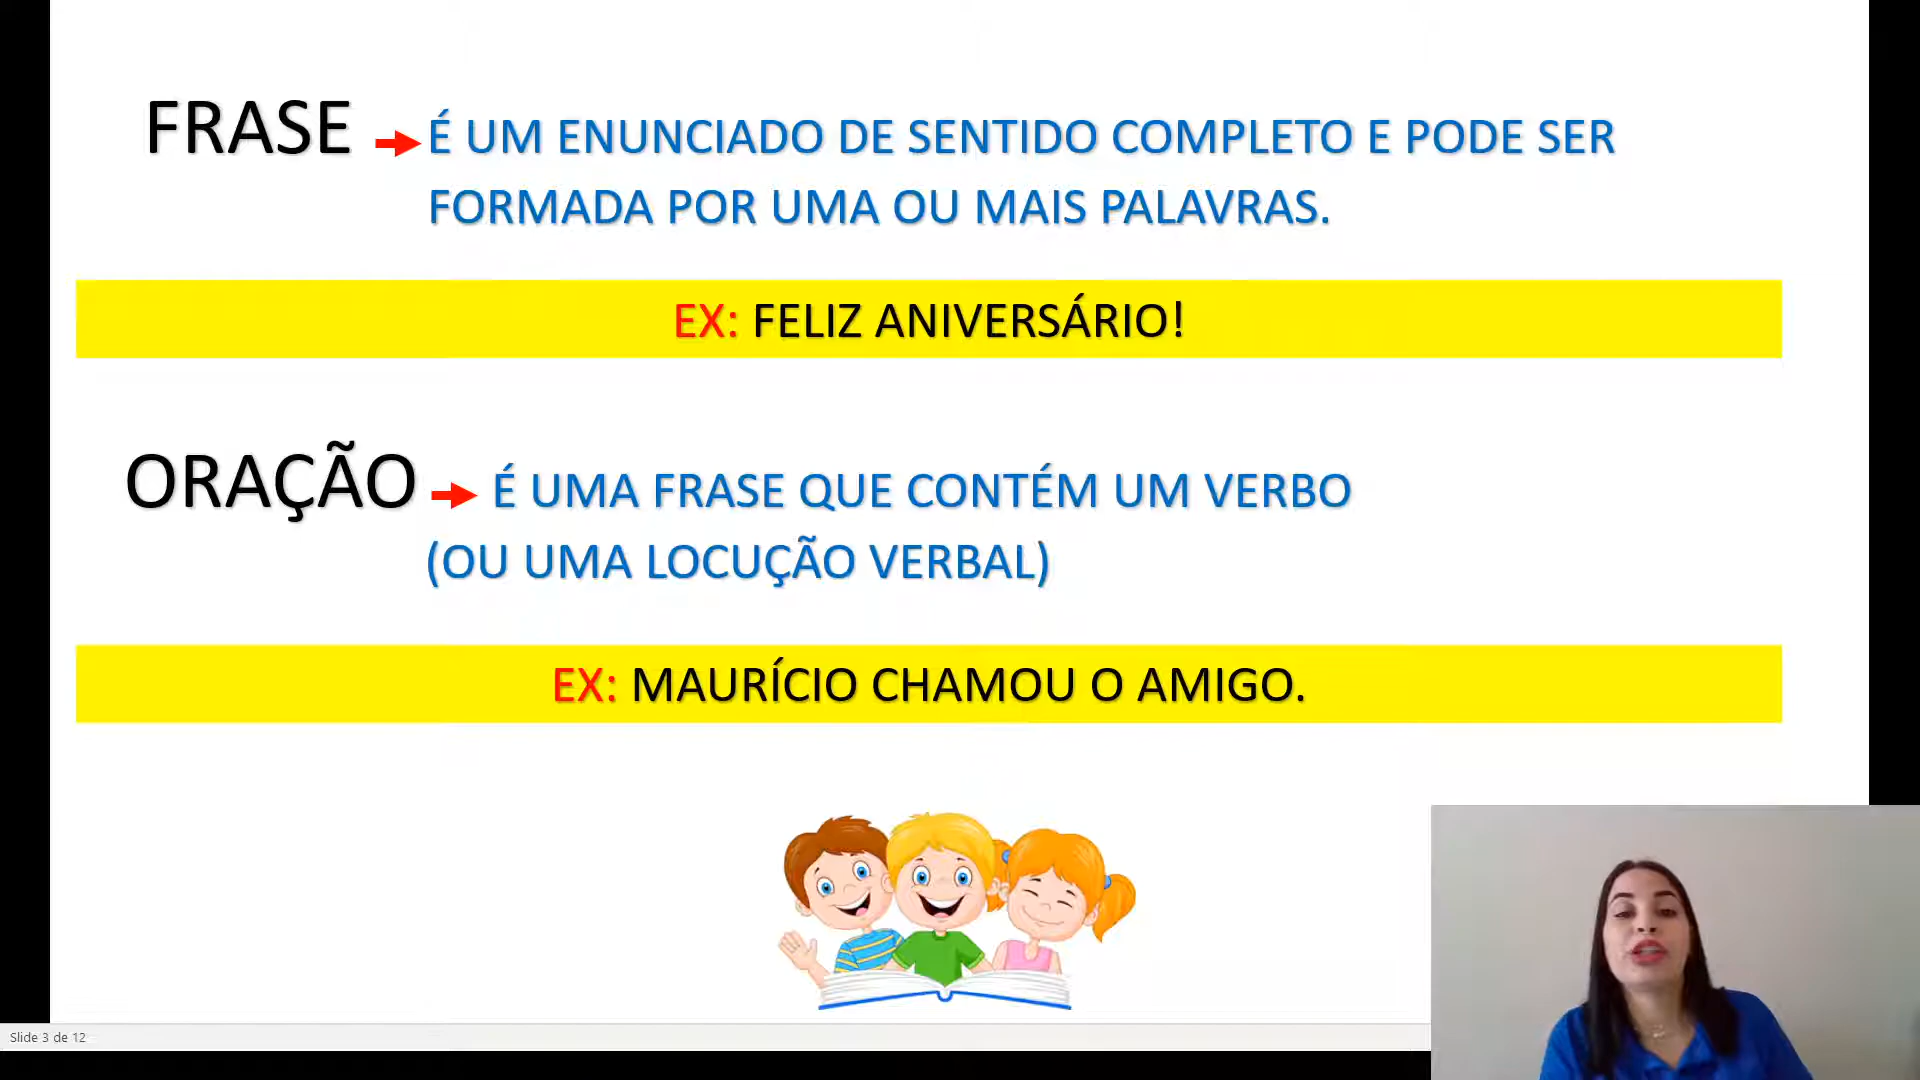 FRASE É UM ENUNCIADO DE SENTIDO COMPLETO E PODE SER
FORMADA POR UMA OU MAIS PALAVRAS.
EX: FELIZ ANIVERSÁRIO!
ORAÇÃO É UMA FRASE QUE CONTÉM UM VERBO
(OU UMA LOCUÇÃO VERBAL)
EX: MAURÍCIO CHAMOU O AMIGO.
Slide 3 de 12